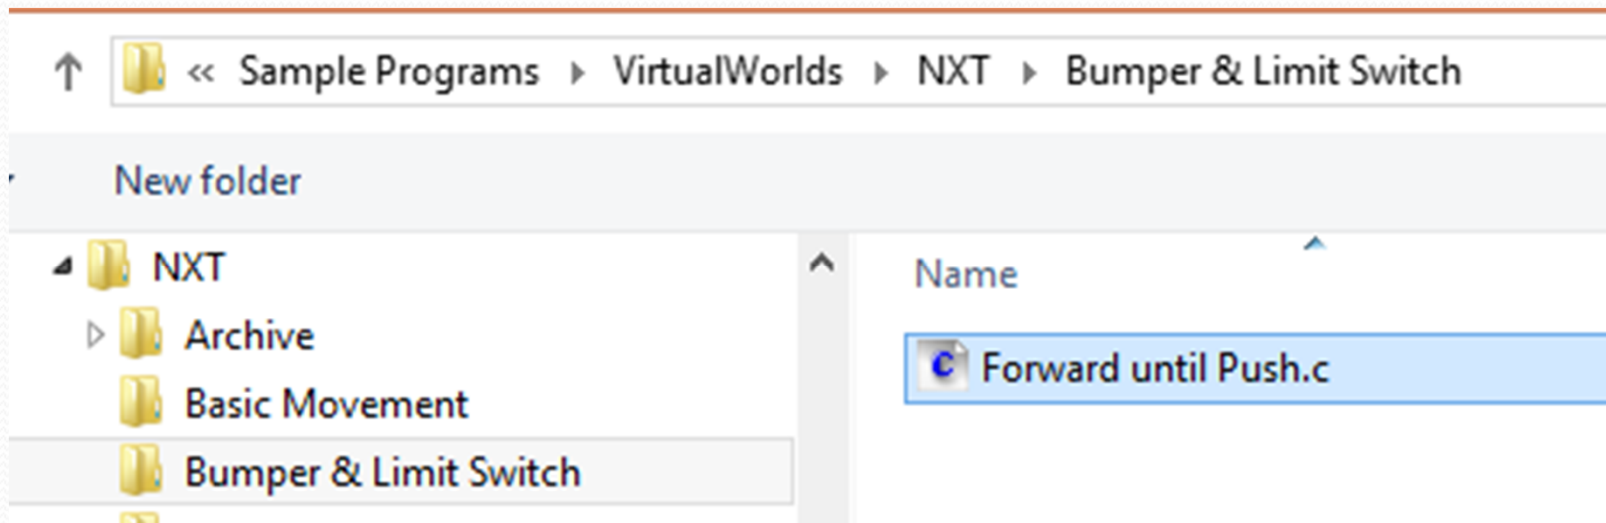 « Sample Programs VirtualWorlds NXT Bumper & Limit Switch
New folder
NXT
Archive
Basic Movement
Bumper & Limit Switch
Name
Forward until Push.c